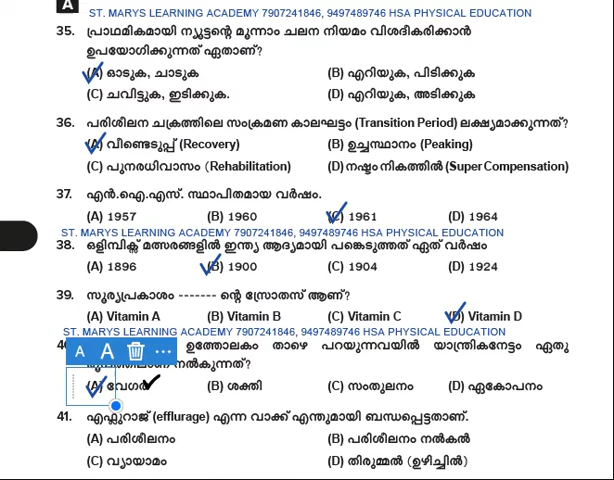 A
ST. MARYS LEARNING ACADEMY 7907241846, 9497489746 HSA PHYSICAL EDUCATION
35. പ്രാഥമികമായി ന്യൂട്ടന്റെ മൂന്നാം ചലന നിയമം വിശദീകരിക്കാൻ
ഉപയോഗിക്കുന്നത് ഏതാണ്?
(A) ഓടുക, ചാടുക (B) എറിയുക, പിടിക്കുക
(C) ചവിട്ടുക, ഇടിക്കുക. (D) എറിയുക, അടിക്കുക
36. പരിശീലന ചക്രത്തിലെ സംക്രമണ കാലഘട്ടം (Transition Period) ലക്ഷ്യമാക്കുന്നത്?
(A) വീണ്ടെടുപ്പ് (Recovery) (B) ഉച്ചസ്ഥാനം (Peaking)
(C) പുനരധിവാസം (Rehabilitation) (D) നഷ്ടം നികത്തിൽ (Super Compensation)
37. എൻ.ഐ.എസ്. സ്ഥാപിതമായ വർഷം.
(A) 1957 (B) 1960 (C) 1961 (D) 1964
ST. MARYS LEARNING ACADEMY 7907241846, 9497489746 HSA PHYSICAL EDUCATION
38. ഒളിമ്പിക്സ് മത്സരങ്ങളിൽ ഇന്ത്യ ആദ്യമായി പങ്കെടുത്തത് ഏത് വർഷം
(A) 1896 (B) 1900 (C) 1904 (D) 1924
39. സൂര്യപ്രകാശം ------- ന്റെ സ്രോതസ് ആണ്?
(A) Vitamin A (B) Vitamin B (C) Vitamin C (D) Vitamin D
ST. MARYS LEARNING ACADEMY 7907241846, 9497489746 HSA PHYSICAL EDUCATION
A A ഉത്തോലകം താഴെ പറയുന്നവയിൽ യാന്ത്രികനേട്ടം ഏതു
നൽകുന്നത്?
(A) വേഗത (B) ശക്തി (C) സംതുലനം (D) ഏകോപനം
41. എഫ്ലുറാജ് (efflurage) എന്ന വാക്ക് എന്തുമായി ബന്ധപ്പെട്ടതാണ്.
(A) പരിശീലനം (B) പരിശീലനം നൽകൽ
(C) വ്യായാമം (D) തിരുമ്മൽ (ഉഴിച്ചിൽ)